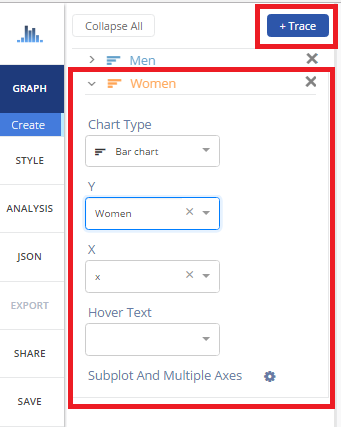 Collapse All
+ Trace
Men
Women
GRAPH
Create
STYLE
ANALYSIS
JSON
EXPORT
SHARE
SAVE
Chart Type
Bar chart
Y
Women
X
x
Hover Text
Subplot And Multiple Axes